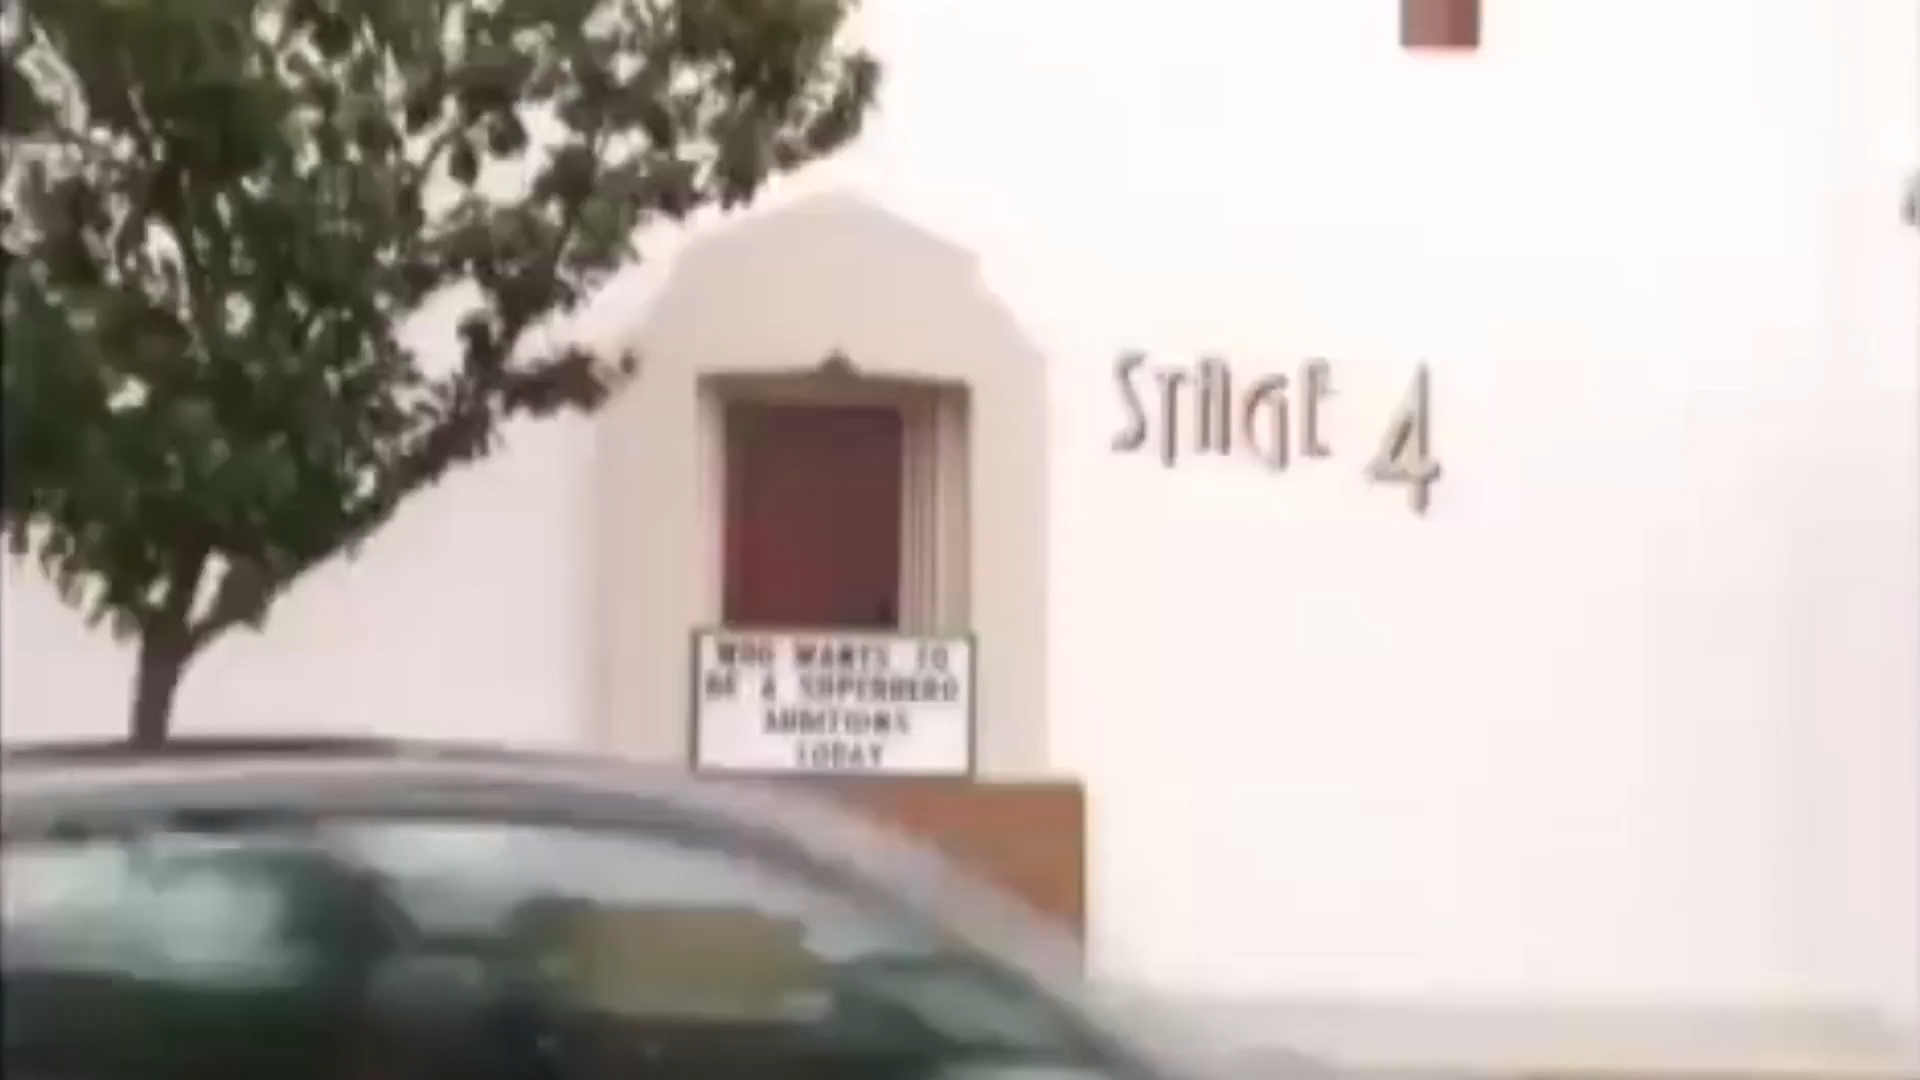 STAGE 4
WHO WANTS TO
BE A SUPERHERO
AUDITIONS
TODAY